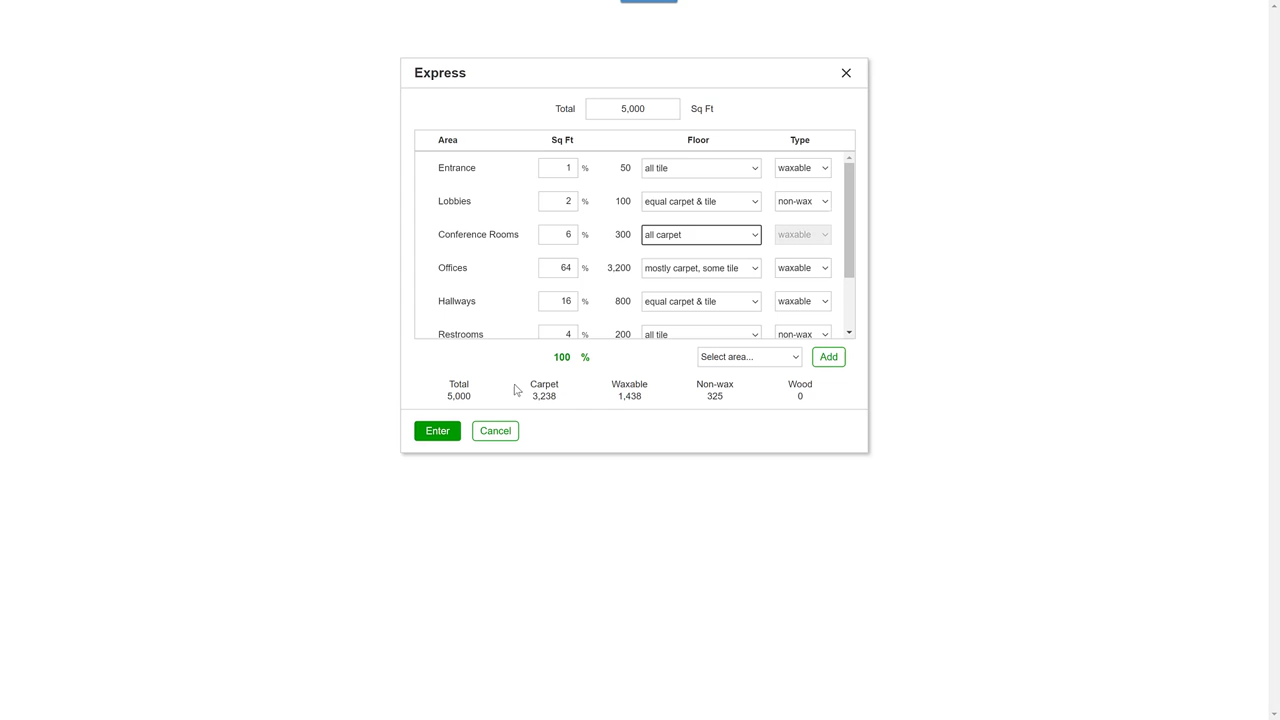 Express
Total 5,000 Sq Ft
Area Sq Ft Floor Type
Entrance 1 % 50 all tile waxable
Lobbies 2 % 100 equal carpet & tile non-wax
Conference Rooms 6 % 300 all carpet waxable
Offices 64 % 3,200 mostly carpet, some tile waxable
Hallways 16 % 800 equal carpet & tile waxable
Restrooms 4 % 200 all tile non-wax
100 % Select area... Add
Total Carpet Waxable Non-wax Wood
5,000 3,238 1,438 325 0
Enter Cancel